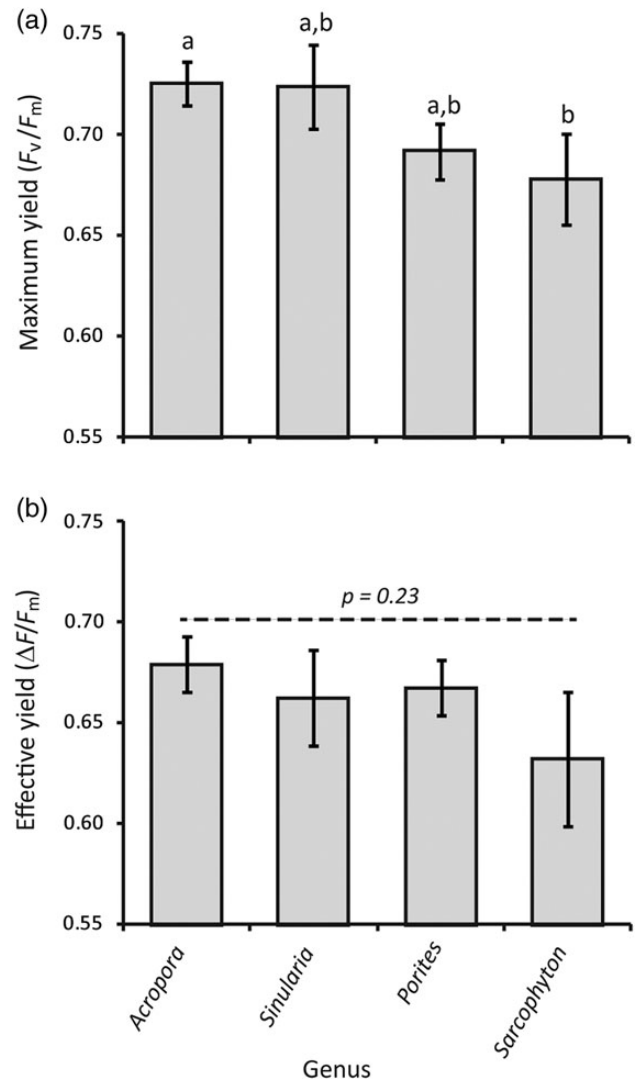 (a)
0.75
0.70
0.65
0.60
0.55
Maximum yield (Fv/Fm)
a
a,b
a,b
b
(b)
0.75
0.70
0.65
0.60
0.55
Effective yield (ΔF/Fm)
p = 0.23
Acropora
Sinularia
Porites
Sarcophyton
Genus